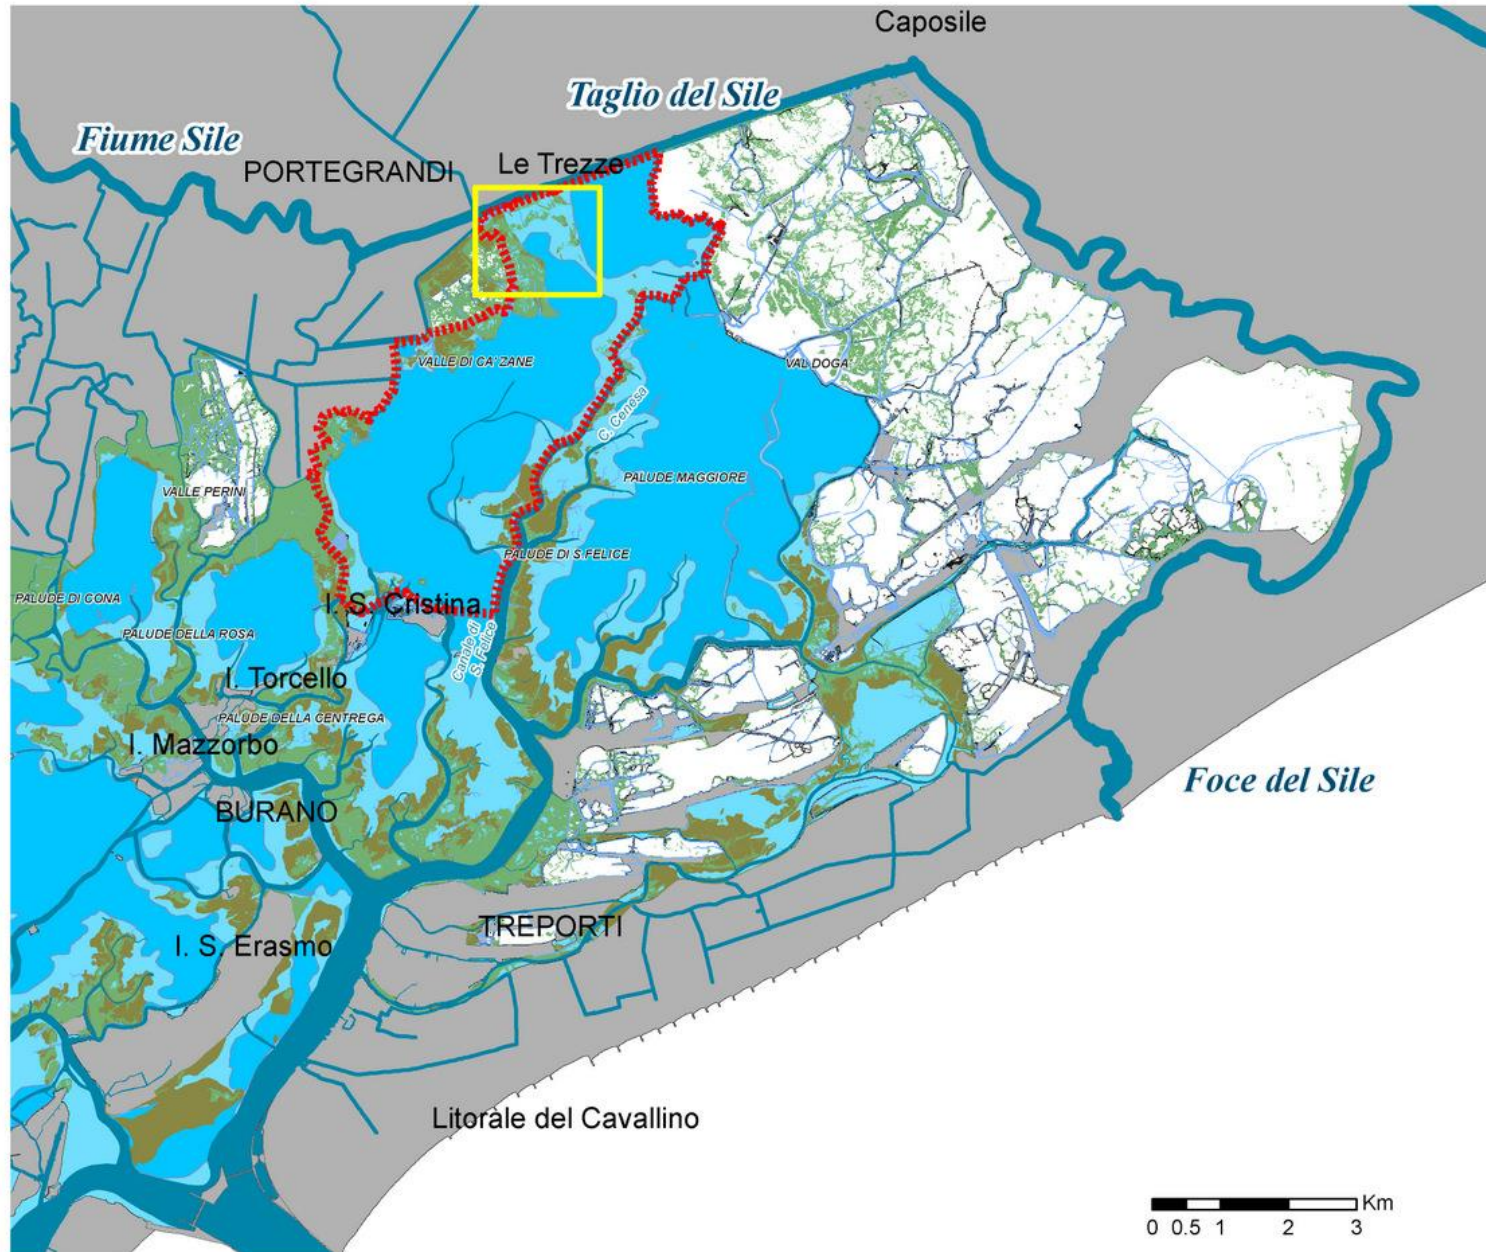 Caposile
Taglio del Sile
Fiume Sile
PORTEGRANDI
Le Trezze
VALLE DI CA' ZANE
VAL DOGA'
C. Cenesa
PALUDE MAGGIORE
VALLE PERINI
PALUDE DI S.FELICE
PALUDE DI CONA
I. S. Cristina
PALUDE DELLA ROSA
Canale di
S. Felice
I. Torcello
PALUDE DELLA CENTREGA
I. Mazzorbo
Foce del Sile
BURANO
TREPORTI
I. S. Erasmo
Litorale del Cavallino
Km
0 0.5 1 2 3